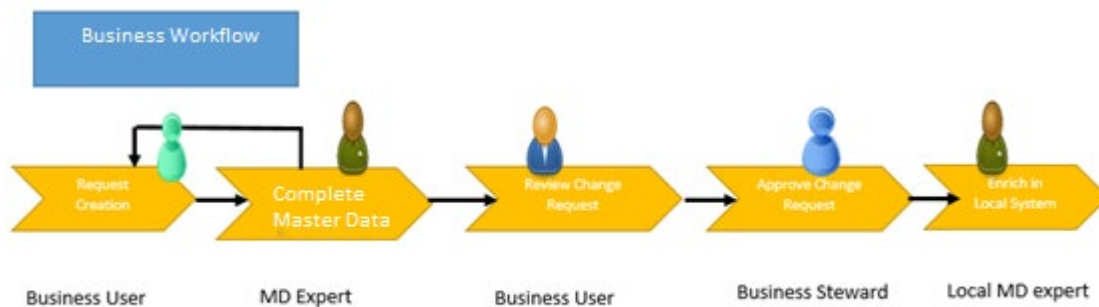 Business Workflow
Request
Creation
Complete
Master Data
Review Change
Request
Approve Change
Request
Enrich in
Local System
Business User
MD Expert
Business User
Business Steward
Local MD expert